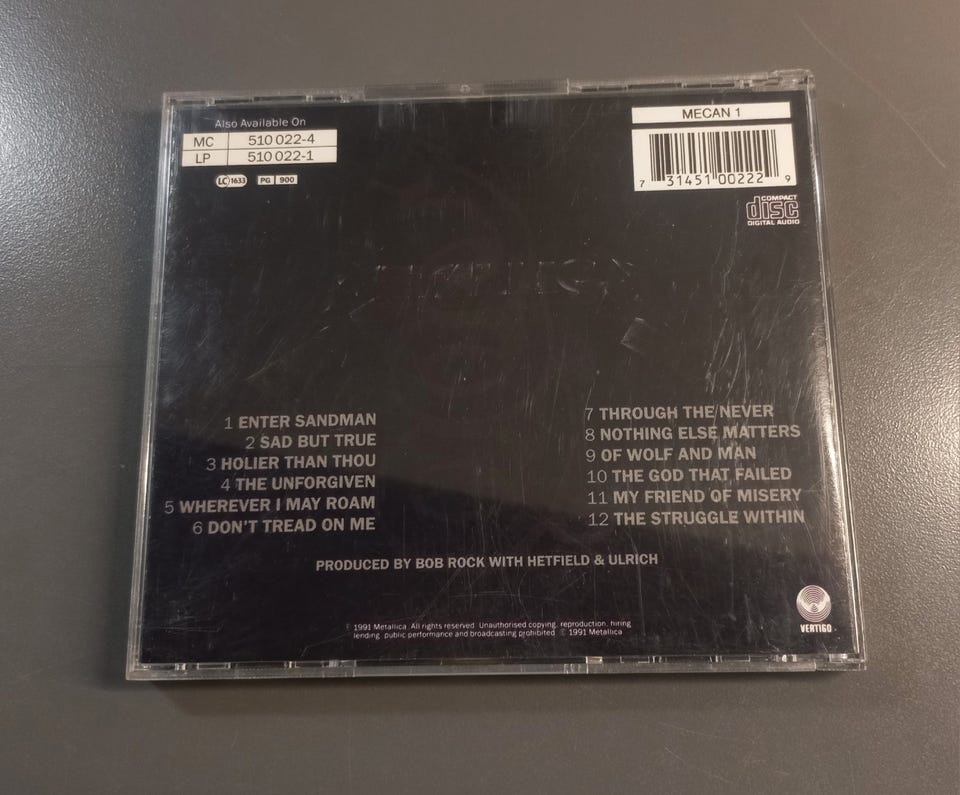 Also Available On
MC 510 022-4
LP 510 022-1
LC 1633 PG 900
MECAN 1
7 31451 00222 9
COMPACT
disc
DIGITAL AUDIO
1 ENTER SANDMAN
2 SAD BUT TRUE
3 HOLIER THAN THOU
4 THE UNFORGIVEN
5 WHEREVER I MAY ROAM
6 DON'T TREAD ON ME
7 THROUGH THE NEVER
8 NOTHING ELSE MATTERS
9 OF WOLF AND MAN
10 THE GOD THAT FAILED
11 MY FRIEND OF MISERY
12 THE STRUGGLE WITHIN
PRODUCED BY BOB ROCK WITH HETFIELD & ULRICH
℗ 1991 Metallica. All rights reserved. Unauthorised copying, reproduction, hiring
lending, public performance and broadcasting prohibited. © 1991 Metallica
VERTIGO